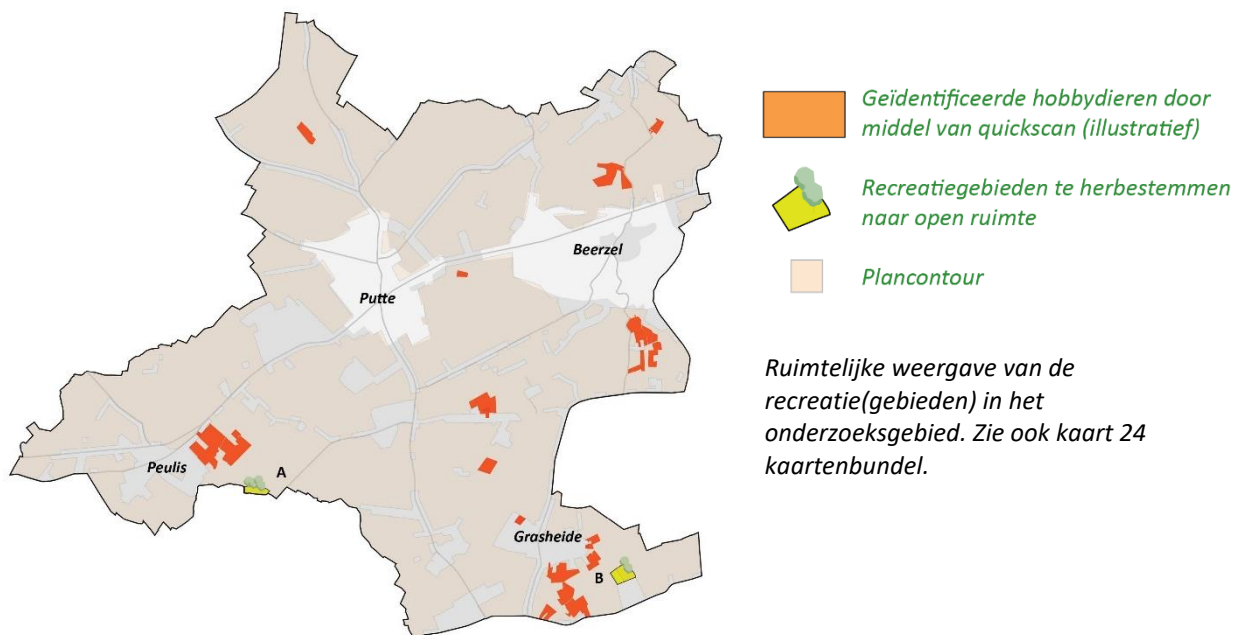 Beerzel
Putte
Peulis
A
Grasheide
B
Geïdentificeerde hobbydieren door
middel van quickscan (illustratief)
Recreatiegebieden te herbestemmen
naar open ruimte
Plancontour
Ruimtelijke weergave van de
recreatie(gebieden) in het
onderzoeksgebied. Zie ook kaart 24
kaartenbundel.